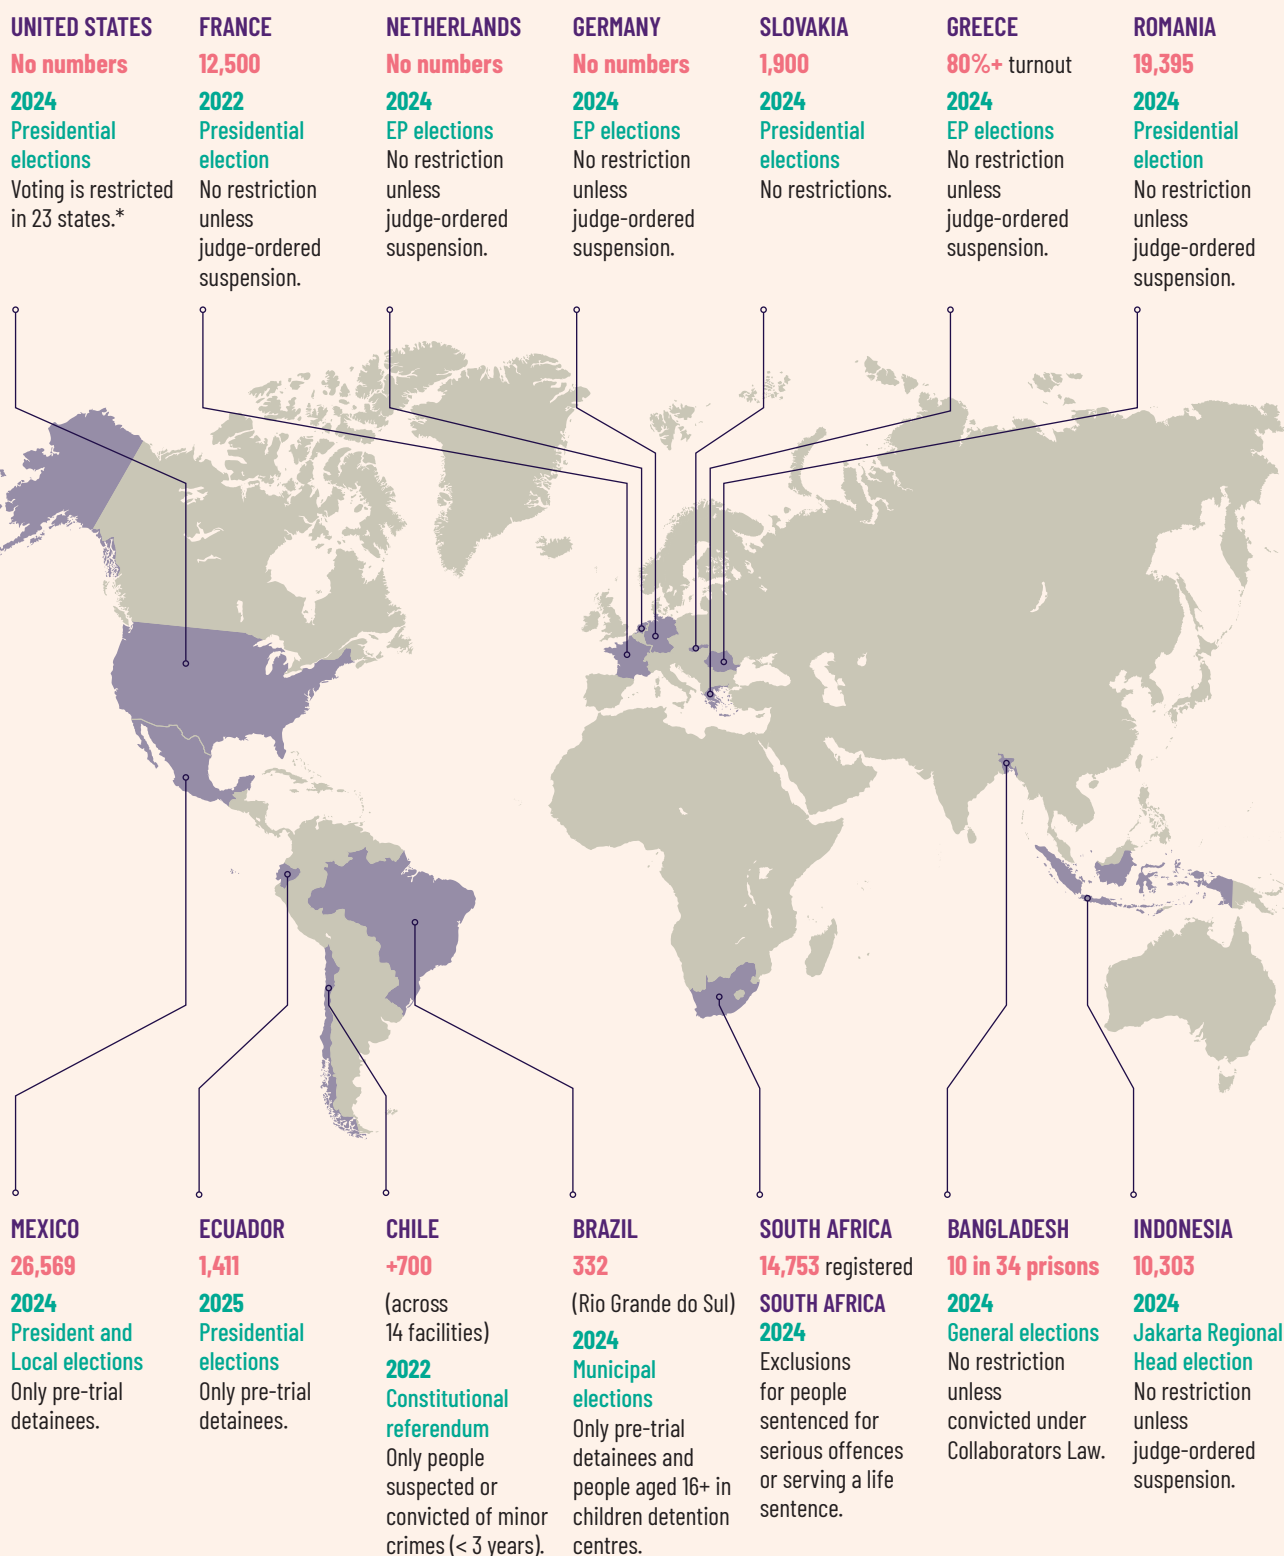 UNITED STATES
No numbers
2024
Presidential
elections
Voting is restricted
in 23 states.*
FRANCE
12,500
2022
Presidential
election
No restriction
unless
judge-ordered
suspension.
NETHERLANDS
No numbers
2024
EP elections
No restriction
unless
judge-ordered
suspension.
GERMANY
No numbers
2024
EP elections
No restriction
unless
judge-ordered
suspension.
SLOVAKIA
1,900
2024
Presidential
elections
No restrictions.
GREECE
80%+ turnout
2024
EP elections
No restriction
unless
judge-ordered
suspension.
ROMANIA
19,395
2024
Presidential
election
No restriction
unless
judge-ordered
suspension.
MEXICO
26,569
2024
President and
Local elections
Only pre-trial
detainees.
ECUADOR
1,411
2025
Presidential
elections
Only pre-trial
detainees.
CHILE
+700
(across
14 facilities)
2022
Constitutional
referendum
Only people
suspected or
convicted of minor
crimes (< 3 years).
BRAZIL
332
(Rio Grande do Sul)
2024
Municipal
elections
Only pre-trial
detainees and
people aged 16+ in
children detention
centres.
SOUTH AFRICA
14,753 registered
SOUTH AFRICA
2024
Exclusions
for people
sentenced for
serious offences
or serving a life
sentence.
BANGLADESH
10 in 34 prisons
2024
General elections
No restriction
unless
convicted under
Collaborators Law.
INDONESIA
10,303
2024
Jakarta Regional
Head election
No restriction
unless
judge-ordered
suspension.